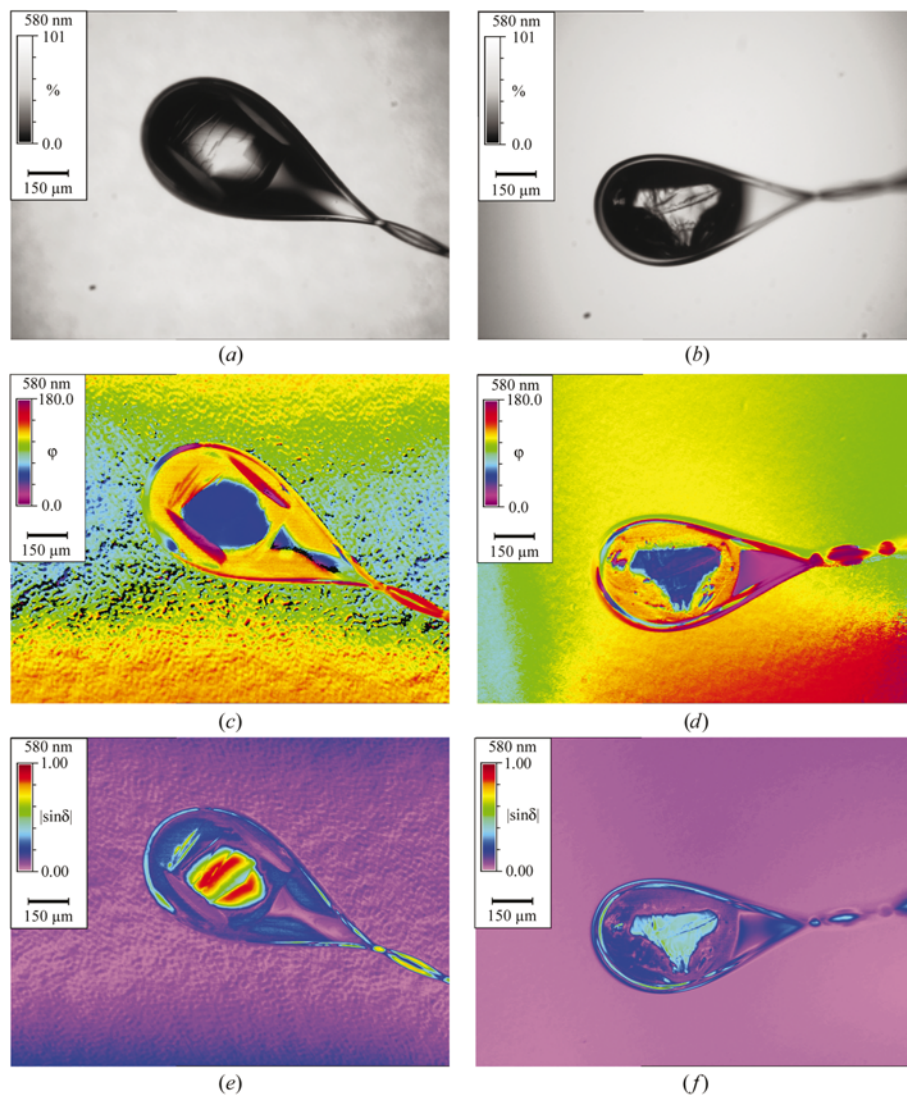 580 nm
101
%
0.0
150 µm
(a)
580 nm
101
%
0.0
150 µm
(b)
580 nm
180.0
φ
0.0
150 µm
(c)
580 nm
180.0
φ
0.0
150 µm
(d)
580 nm
1.00
|sinδ|
0.00
150 µm
(e)
580 nm
1.00
|sinδ|
0.00
150 µm
(f)